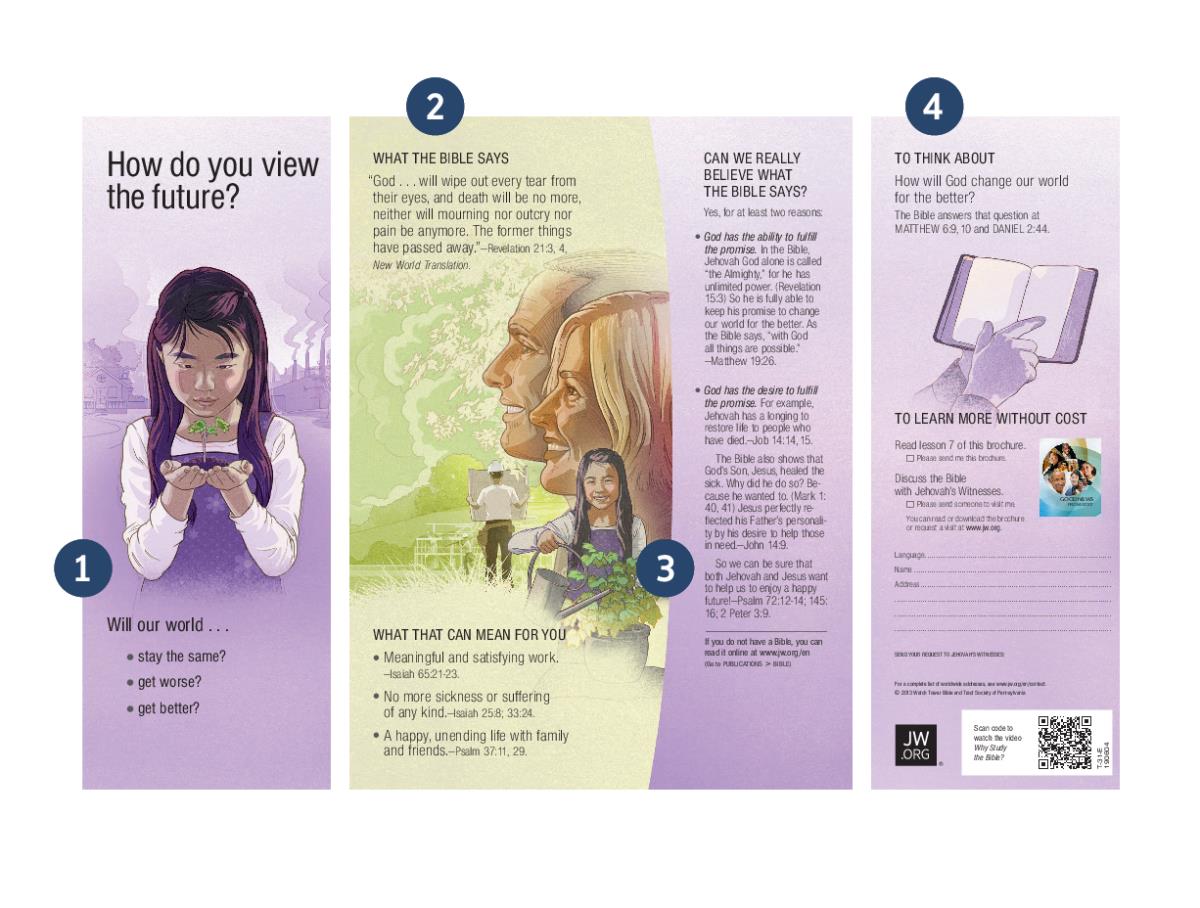 1
How do you view
the future?
Will our world . . .
• stay the same?
• get worse?
• get better?
2
WHAT THE BIBLE SAYS
“God . . . will wipe out every tear from
their eyes, and death will be no more,
neither will mourning nor outcry nor
pain be anymore. The former things
have passed away.”–Revelation 21:3, 4,
New World Translation.
WHAT THAT CAN MEAN FOR YOU
• Meaningful and satisfying work.
–Isaiah 65:21-23.
• No more sickness or suffering
of any kind.–Isaiah 25:8; 33:24.
• A happy, unending life with family
and friends.–Psalm 37:11, 29.
3
CAN WE REALLY
BELIEVE WHAT
THE BIBLE SAYS?
Yes, for at least two reasons:
• God has the ability to fulfill
the promise. In the Bible,
Jehovah God alone is called
“the Almighty,” for he has
unlimited power. (Revelation
15:3) So he is fully able to
keep his promise to change
our world for the better. As
the Bible says, “with God
all things are possible.”
–Matthew 19:26.
• God has the desire to fulfill
the promise. For example,
Jehovah has a longing to
restore life to people who
have died.–Job 14:14, 15.
The Bible also shows that
God’s Son, Jesus, healed the
sick. Why did he do so? Be-
cause he wanted to. (Mark 1:
40, 41) Jesus perfectly re-
flected his Father’s personali-
ty by his desire to help those
in need.–John 14:9.
So we can be sure that
both Jehovah and Jesus want
to help us to enjoy a happy
future!–Psalm 72:12-14; 145:
16; 2 Peter 3:9.
If you do not have a Bible, you can
read it online at www.jw.org/en
(Go to PUBLICATIONS > BIBLE)
4
TO THINK ABOUT
How will God change our world
for the better?
The Bible answers that question at
MATTHEW 6:9, 10 and DANIEL 2:44.
TO LEARN MORE WITHOUT COST
Read lesson 7 of this brochure.
Please send me this brochure.
GOOD NEWS
Discuss the Bible
with Jehovah’s Witnesses.
Please send someone to visit me.
You can read or download the brochure
or request a visit at www.jw.org.
Language
Name
Address
SEND YOUR REQUEST TO JEHOVAH’S WITNESSES:
For a complete list of worldwide addresses, see www.jw.org/en/contact.
© 2013 Watch Tower Bible and Tract Society of Pennsylvania
JW
.ORG
®
Scan code to
watch the video
Why Study
the Bible?
T-31-E
190604